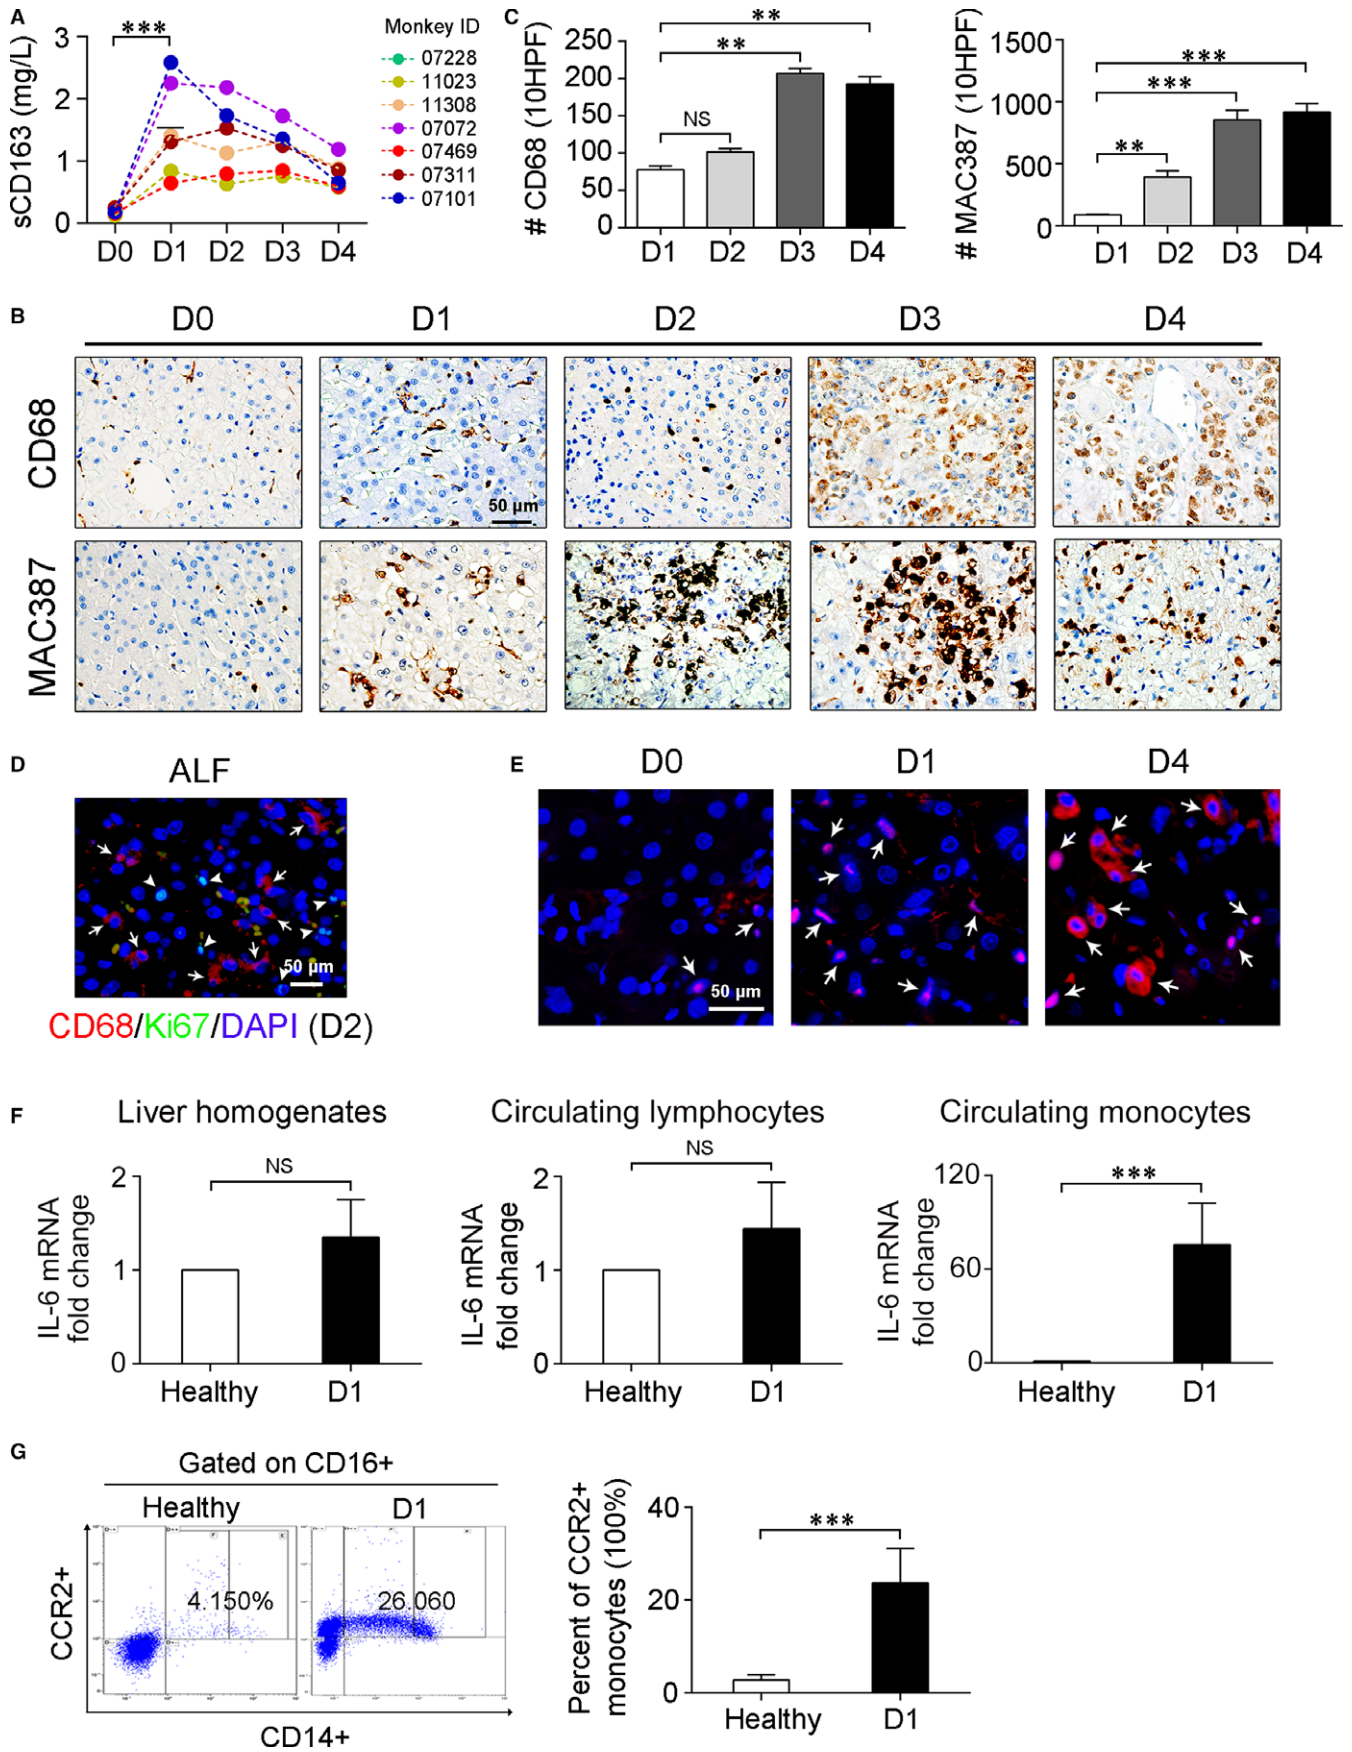 A
sCD163 (mg/L)
3
2
1
0
***
D0 D1 D2 D3 D4
Monkey ID
07228
11023
11308
07072
07469
07311
07101
C
# CD68 (10HPF)
250
200
150
100
50
0
**
**
NS
D1 D2 D3 D4
# MAC387 (10HPF)
1500
1000
500
0
***
***
**
D1 D2 D3 D4
B
D0 D1 D2 D3 D4
CD68
50 µm
MAC387
D
ALF
50 µm
CD68/Ki67/DAPI (D2)
E
D0 D1 D4
50 µm
F
Liver homogenates
IL-6 mRNA
fold change
2
1
0
NS
Healthy D1
Circulating lymphocytes
IL-6 mRNA
fold change
2
1
0
NS
Healthy D1
Circulating monocytes
IL-6 mRNA
fold change
120
60
0
***
Healthy D1
G
Gated on CD16+
Healthy D1
CCR2+
4.150%
26.060
CD14+
Percent of CCR2+
monocytes (100%)
40
20
0
***
Healthy D1